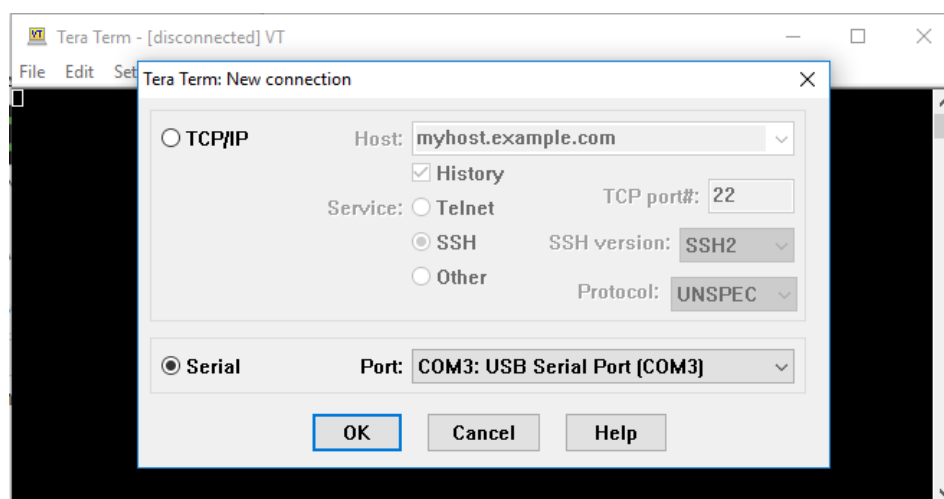 VT Tera Term - [disconnected] VT
File Edit Set
Tera Term: New connection
TCP/IP Host: myhost.example.com
History
Service: Telnet TCP port#: 22
SSH SSH version: SSH2
Other Protocol: UNSPEC
Serial Port: COM3: USB Serial Port (COM3)
OK Cancel Help